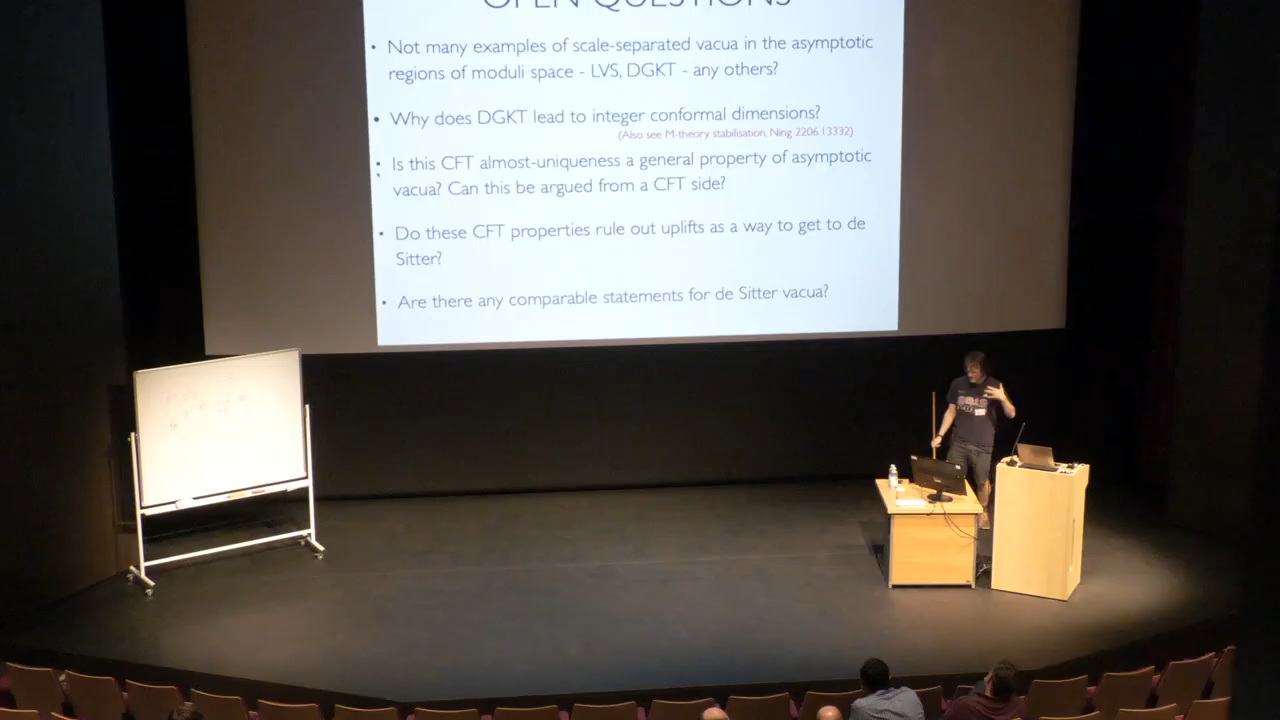 OPEN QUESTIONS
• Not many examples of scale-separated vacua in the asymptotic
regions of moduli space - LVS, DGKT - any others?
• Why does DGKT lead to integer conformal dimensions?
(Also see M-theory stabilisation, Ning 2206.13332)
• Is this CFT almost-uniqueness a general property of asymptotic
vacua? Can this be argued from a CFT side?
• Do these CFT properties rule out uplifts as a way to get to de
Sitter?
• Are there any comparable statements for de Sitter vacua?